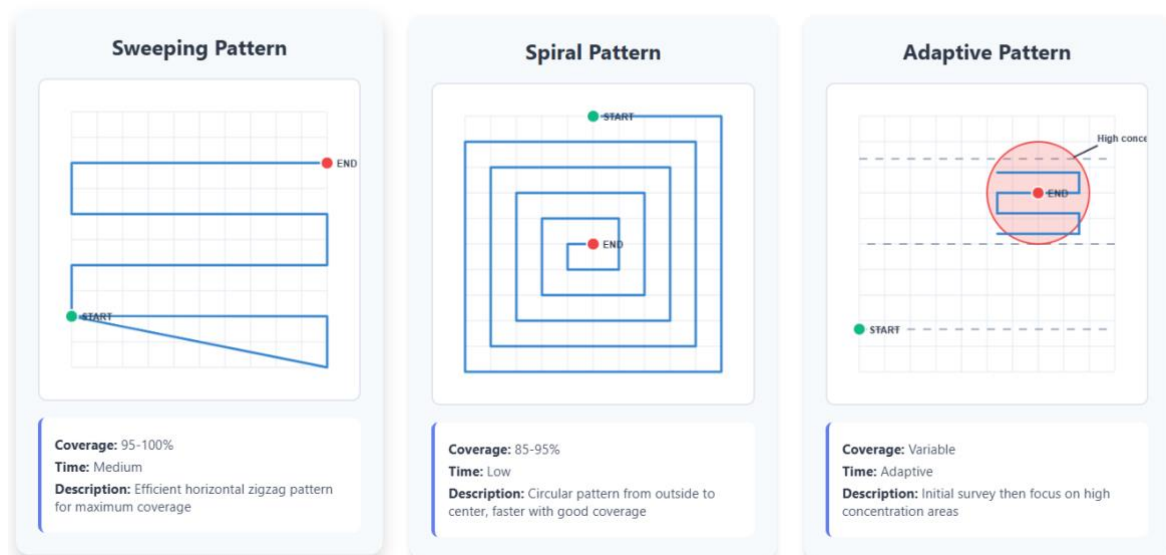 Sweeping Pattern
END
START
Coverage: 95-100%
Time: Medium
Description: Efficient horizontal zigzag pattern
for maximum coverage
Spiral Pattern
START
END
Coverage: 85-95%
Time: Low
Description: Circular pattern from outside to
center, faster with good coverage
Adaptive Pattern
High conce
END
START
Coverage: Variable
Time: Adaptive
Description: Initial survey then focus on high
concentration areas